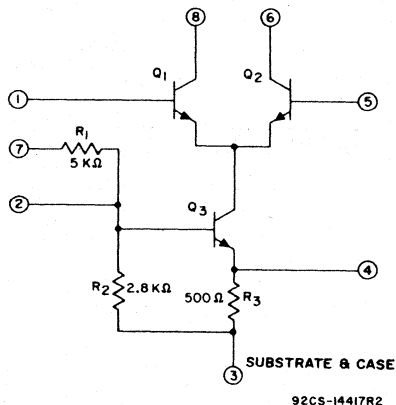 8
6
Q1
Q2
1
5
7
R1
5 KΩ
2
Q3
4
R2
2.8 KΩ
500 Ω
R3
3
SUBSTRATE & CASE
92CS-14417R2